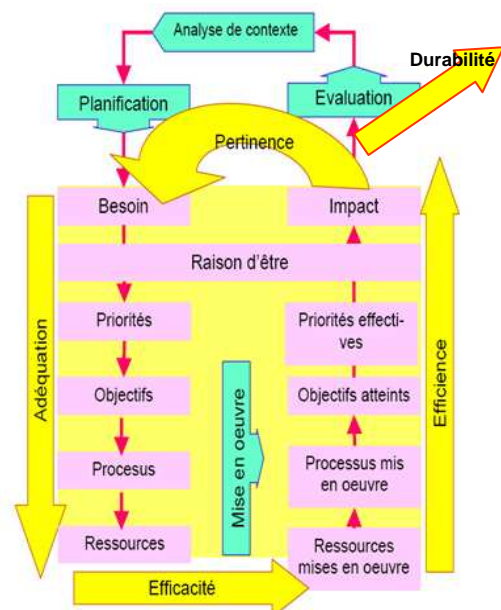 Analyse de contexte
Durabilité
Planification
Evaluation
Pertinence
Besoin
Impact
Raison d'être
Priorités
Priorités effecti-
ves
Adéquation
Efficience
Objectifs
Objectifs atteints
Mise en oeuvre
Procesus
Processus mis
en oeuvre
Ressources
Ressources
mises en oeuvre
Efficacité